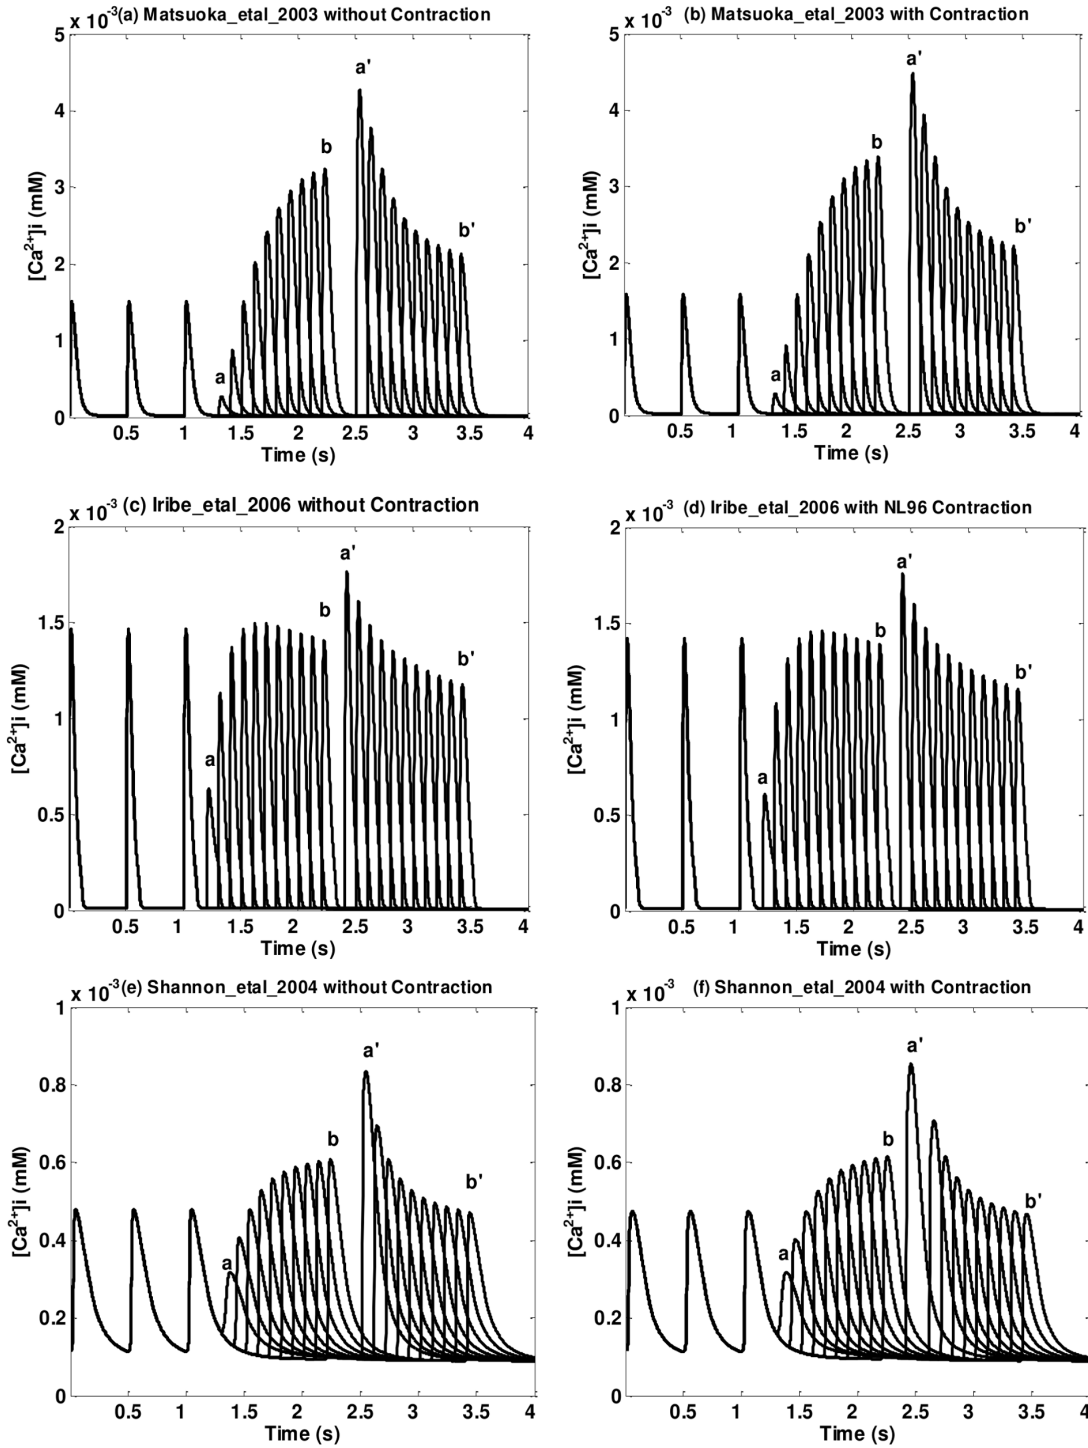 x 10-3(a) Matsuoka_etal_2003 without Contraction
5
4
3
2
1
0
[Ca2+]i (mM)
a
b
a'
b'
0.5 1 1.5 2 2.5 3 3.5 4
Time (s)
x 10-3 (b) Matsuoka_etal_2003 with Contraction
5
4
3
2
1
0
[Ca2+]i (mM)
a
b
a'
b'
0.5 1 1.5 2 2.5 3 3.5 4
Time (s)
x 10-3 (c) Iribe_etal_2006 without Contraction
2
1.5
1
0.5
0
[Ca2+]i (mM)
a
b
a'
b'
0.5 1 1.5 2 2.5 3 3.5 4
Time (s)
x 10-3 (d) Iribe_etal_2006 with NL96 Contraction
2
1.5
1
0.5
0
[Ca2+]i (mM)
a
b
a'
b'
0.5 1 1.5 2 2.5 3 3.5 4
Time (s)
x 10-3(e) Shannon_etal_2004 without Contraction
1
0.8
0.6
0.4
0.2
0
[Ca2+]i (mM)
a
b
a'
b'
0.5 1 1.5 2 2.5 3 3.5 4
Time (s)
x 10-3 (f) Shannon_etal_2004 with Contraction
1
0.8
0.6
0.4
0.2
0
[Ca2+]i (mM)
a
b
a'
b'
0.5 1 1.5 2 2.5 3 3.5 4
Time (s)